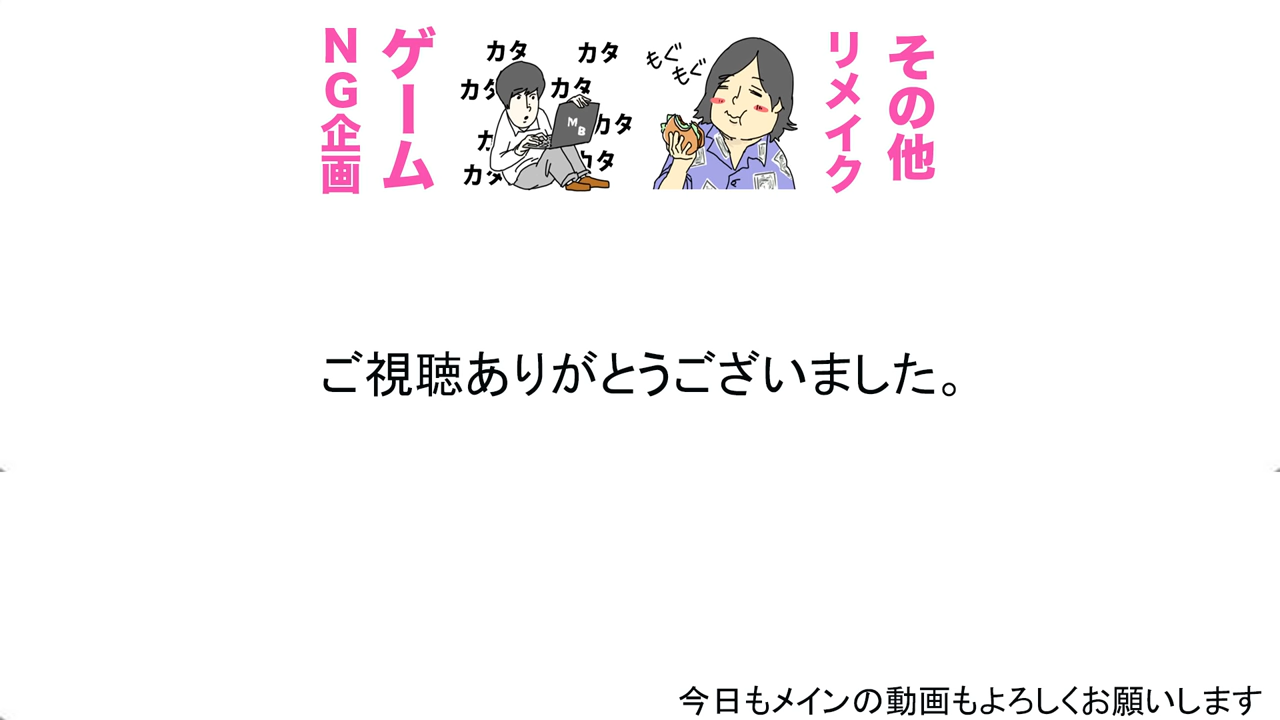 ゲーム
NG企画
カタ
カタ
カタ
カタ
カタ
カタ
カタ
カタ
MB
もぐ
もぐ
その他
リメイク
ご視聴ありがとうございました。
今日もメインの動画もよろしくお願いします